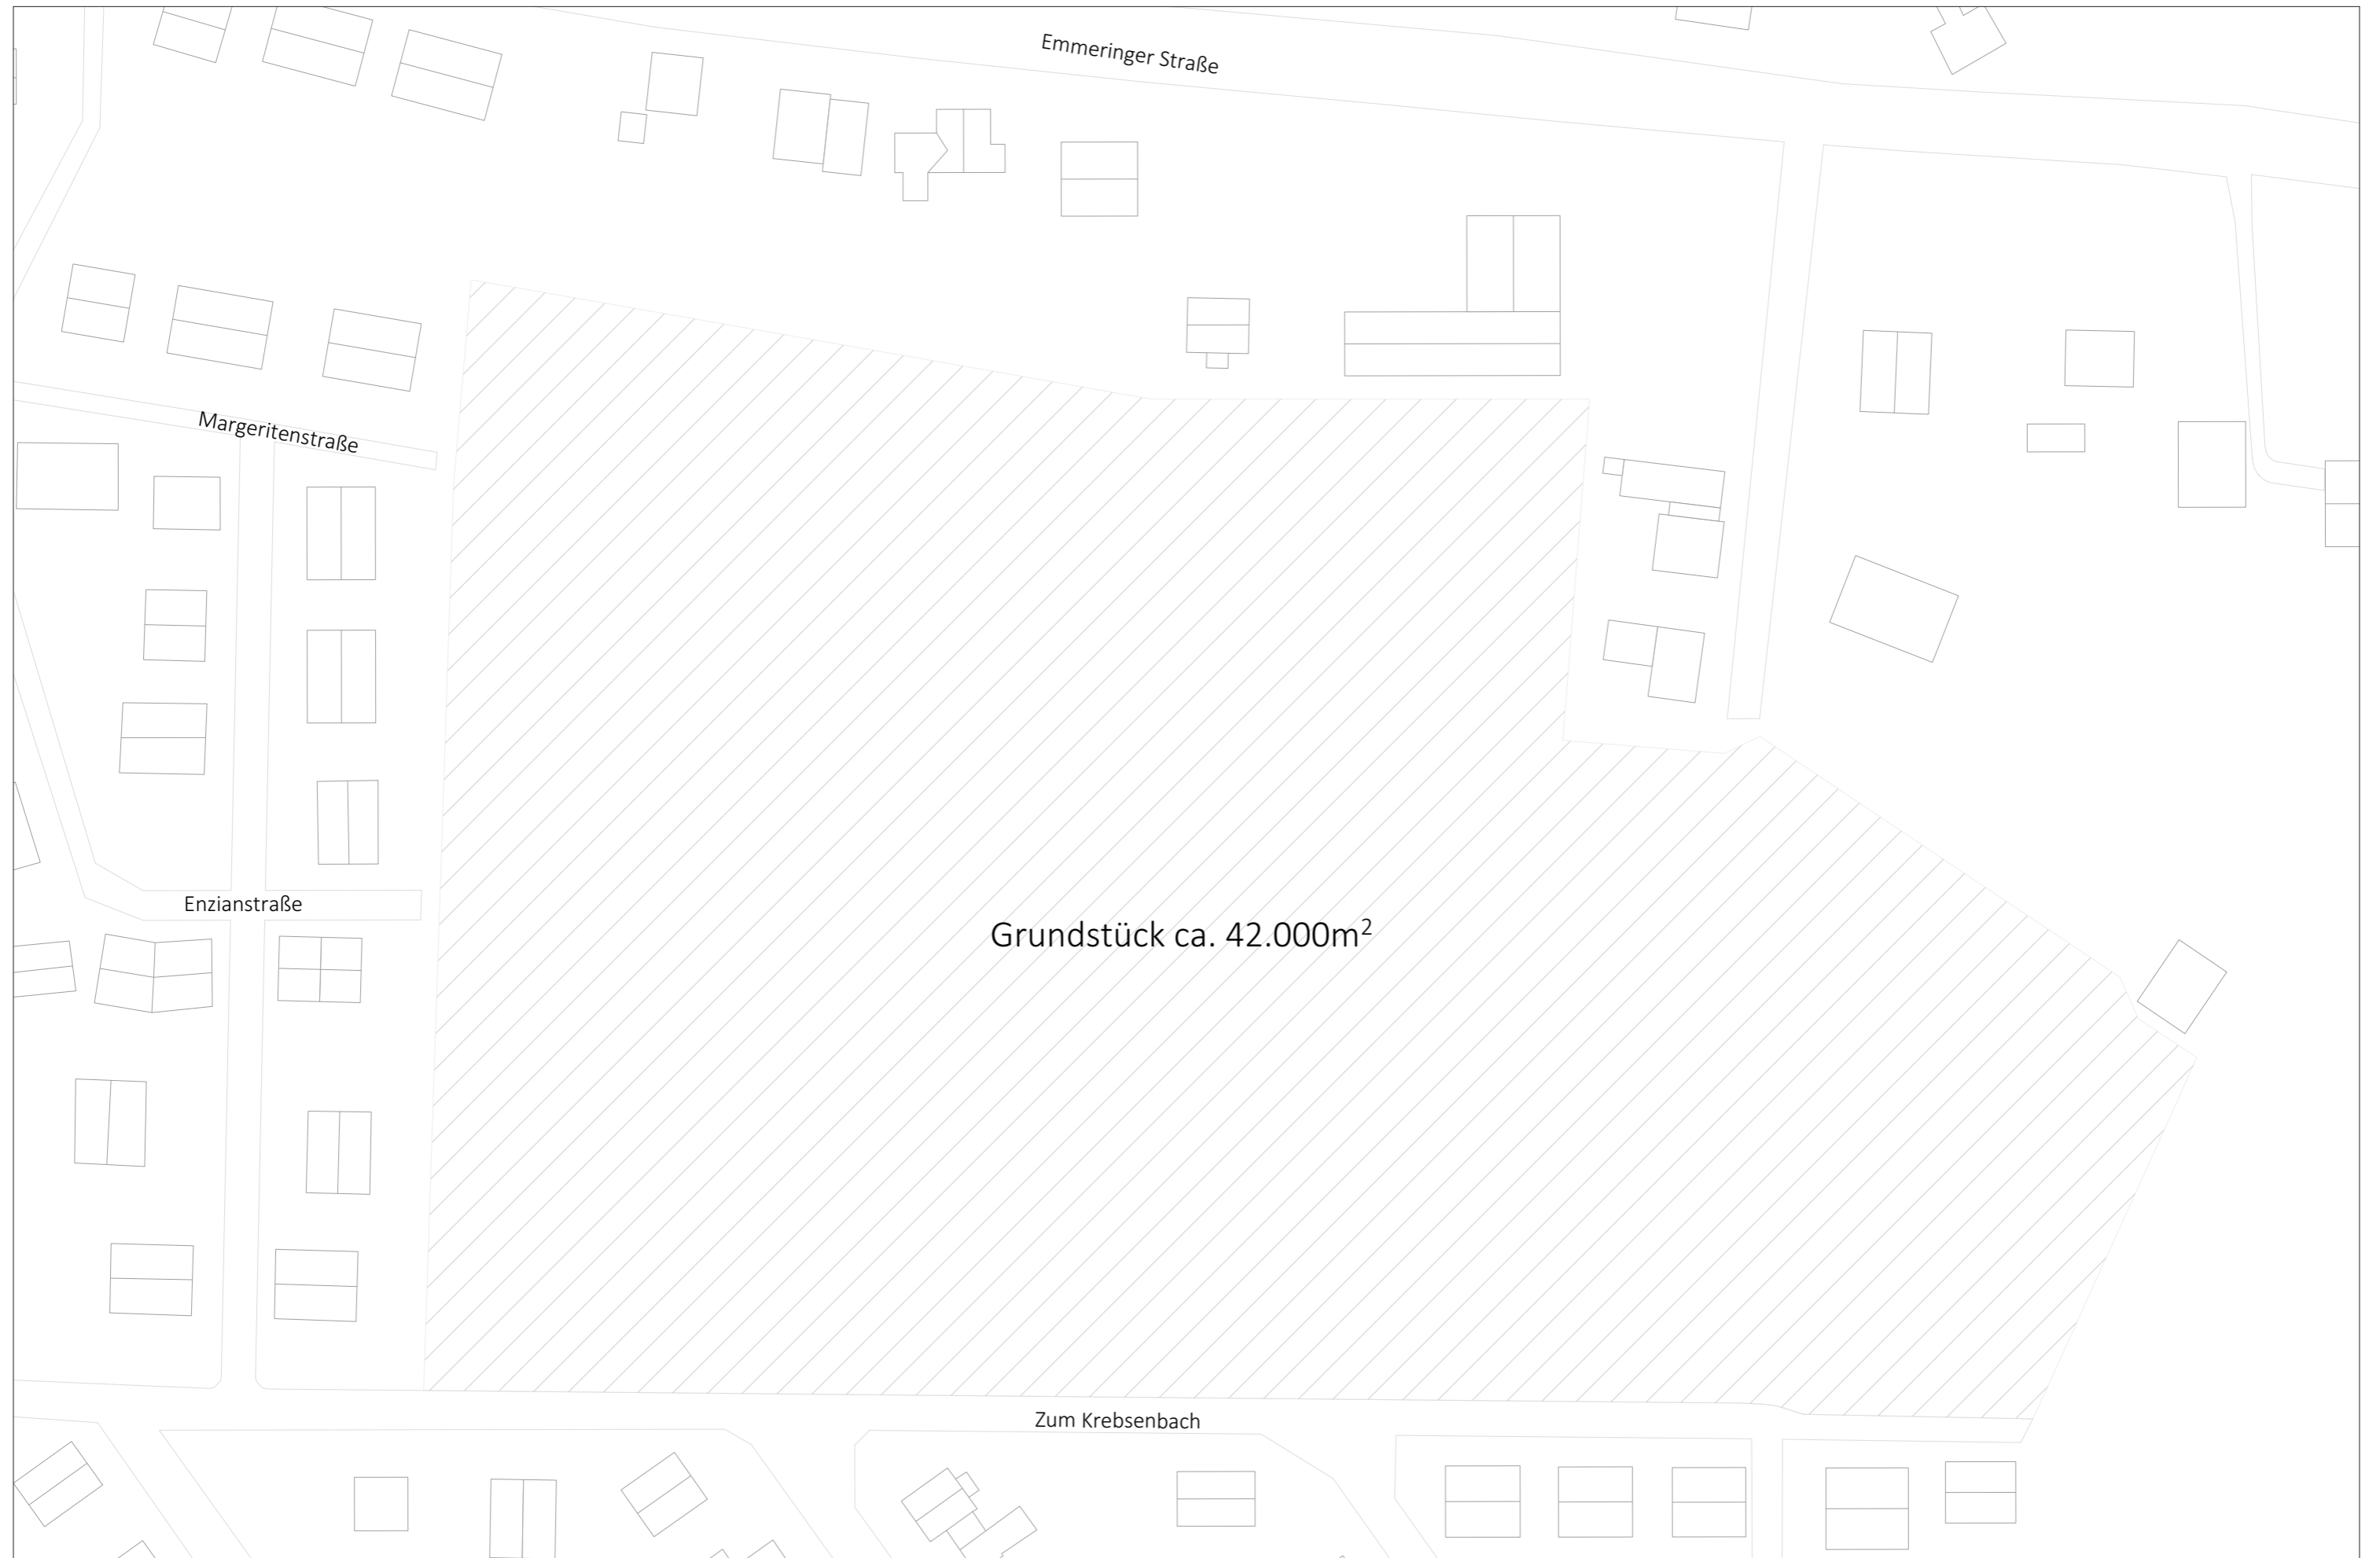 Emmeringer Straße
Margeritenstraße
Enzianstraße
Grundstück ca. 42.000m²
Zum Krebsenbach